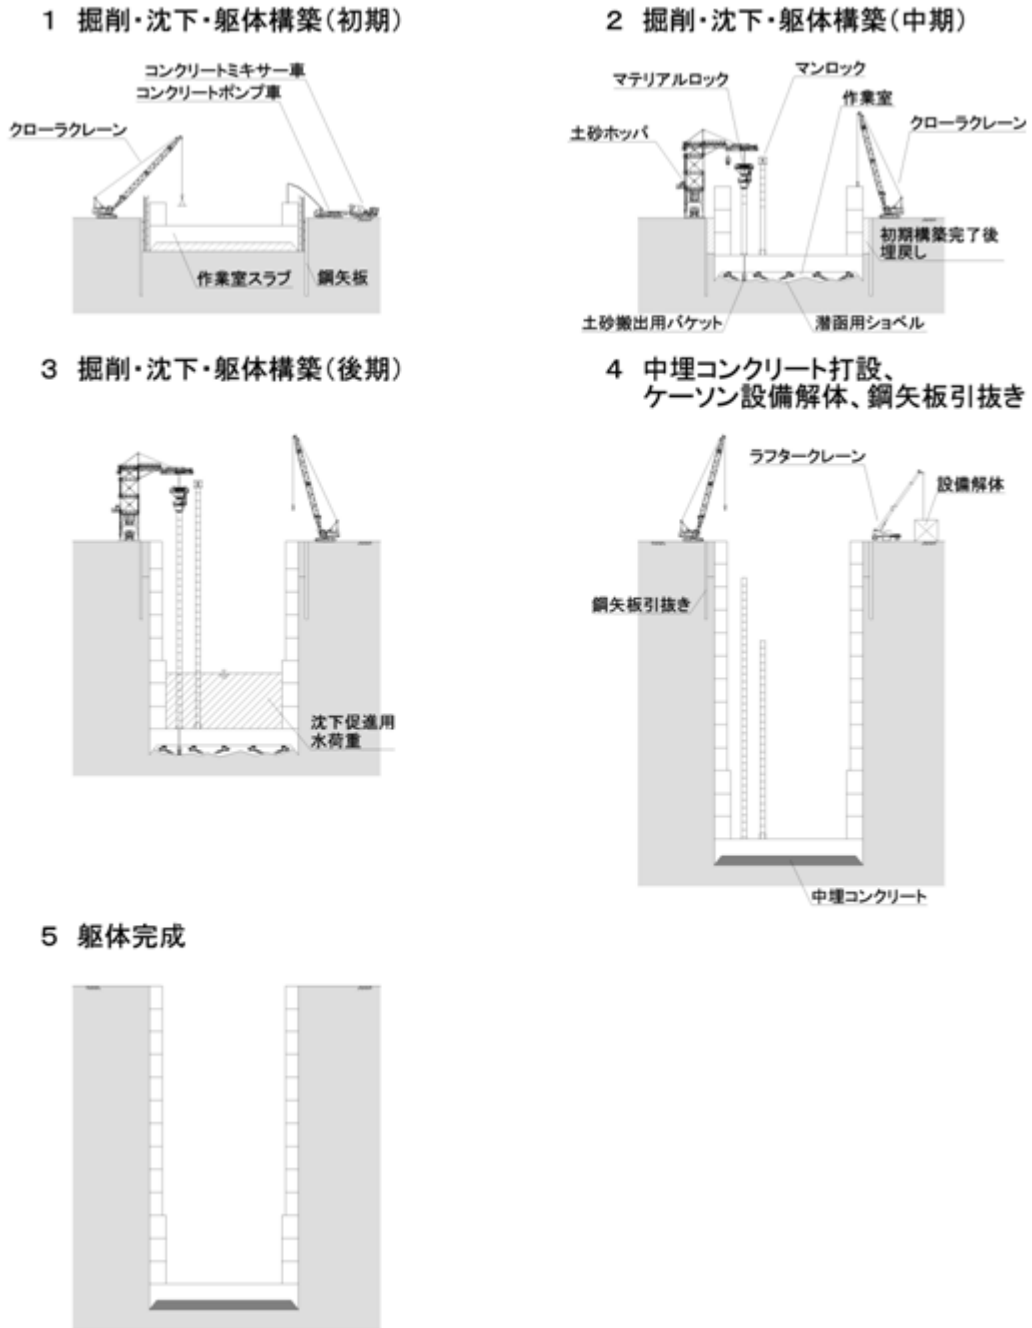 1 掘削・沈下・躯体構築(初期)
コンクリートミキサー車
コンクリートポンプ車
クローラクレーン
作業室スラブ
鋼矢板
2 掘削・沈下・躯体構築(中期)
マンロック
マテリアルロック
作業室
土砂ホッパ
クローラクレーン
初期構築完了後
埋戻し
土砂搬出用バケット
潜函用ショベル
3 掘削・沈下・躯体構築(後期)
沈下促進用
水荷重
4 中埋コンクリート打設、
ケーソン設備解体、鋼矢板引抜き
ラフタークレーン
設備解体
鋼矢板引抜き
中埋コンクリート
5 躯体完成